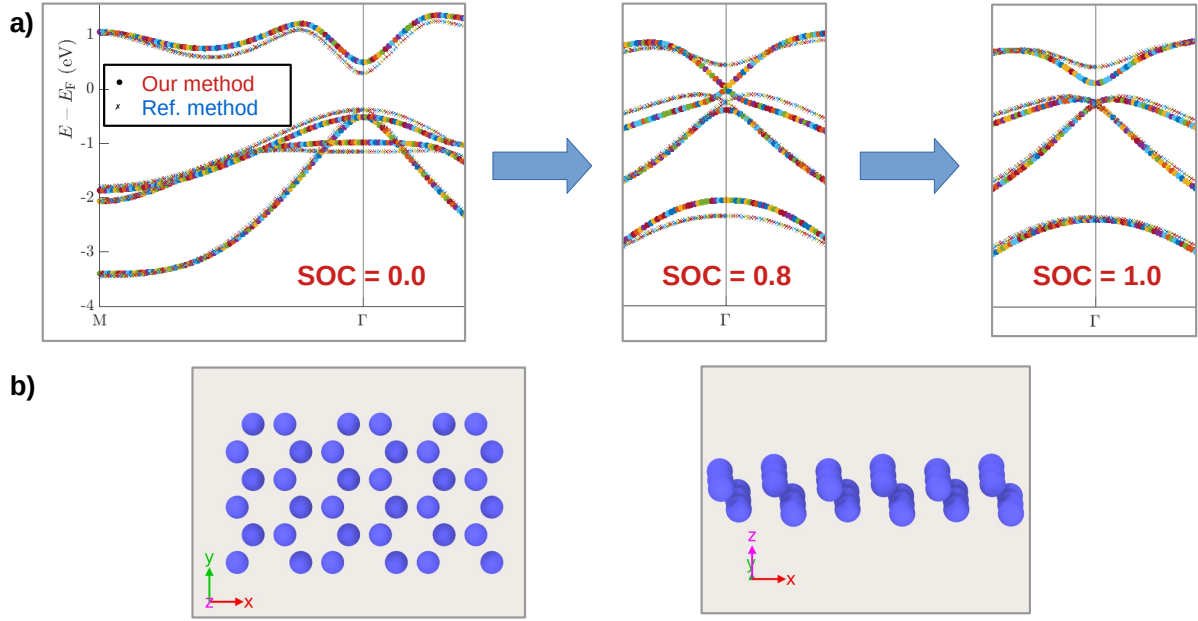 a)
1
0
-1
-2
-3
-4
E − E_F (eV)
• Our method
× Ref. method
SOC = 0.0
M Γ
SOC = 0.8
Γ
SOC = 1.0
Γ
b)
y
z x
z
y
x